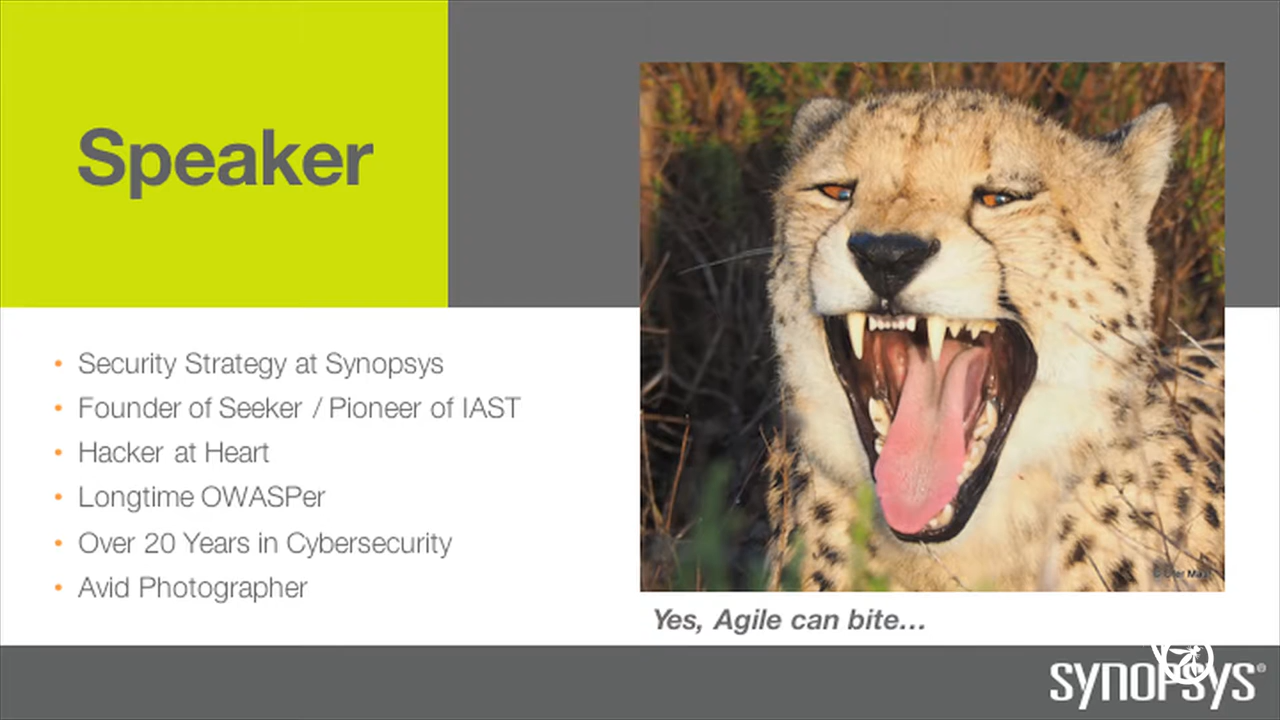 Speaker
• Security Strategy at Synopsys
• Founder of Seeker / Pioneer of IAST
• Hacker at Heart
• Longtime OWASPer
• Over 20 Years in Cybersecurity
• Avid Photographer
Yes, Agile can bite...
SYNOPSYS®